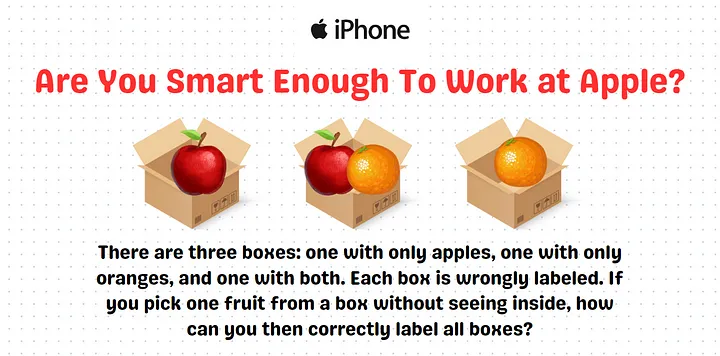 iPhone
Are You Smart Enough To Work at Apple?
There are three boxes: one with only apples, one with only
oranges, and one with both. Each box is wrongly labeled. If
you pick one fruit from a box without seeing inside, how
can you then correctly label all boxes?